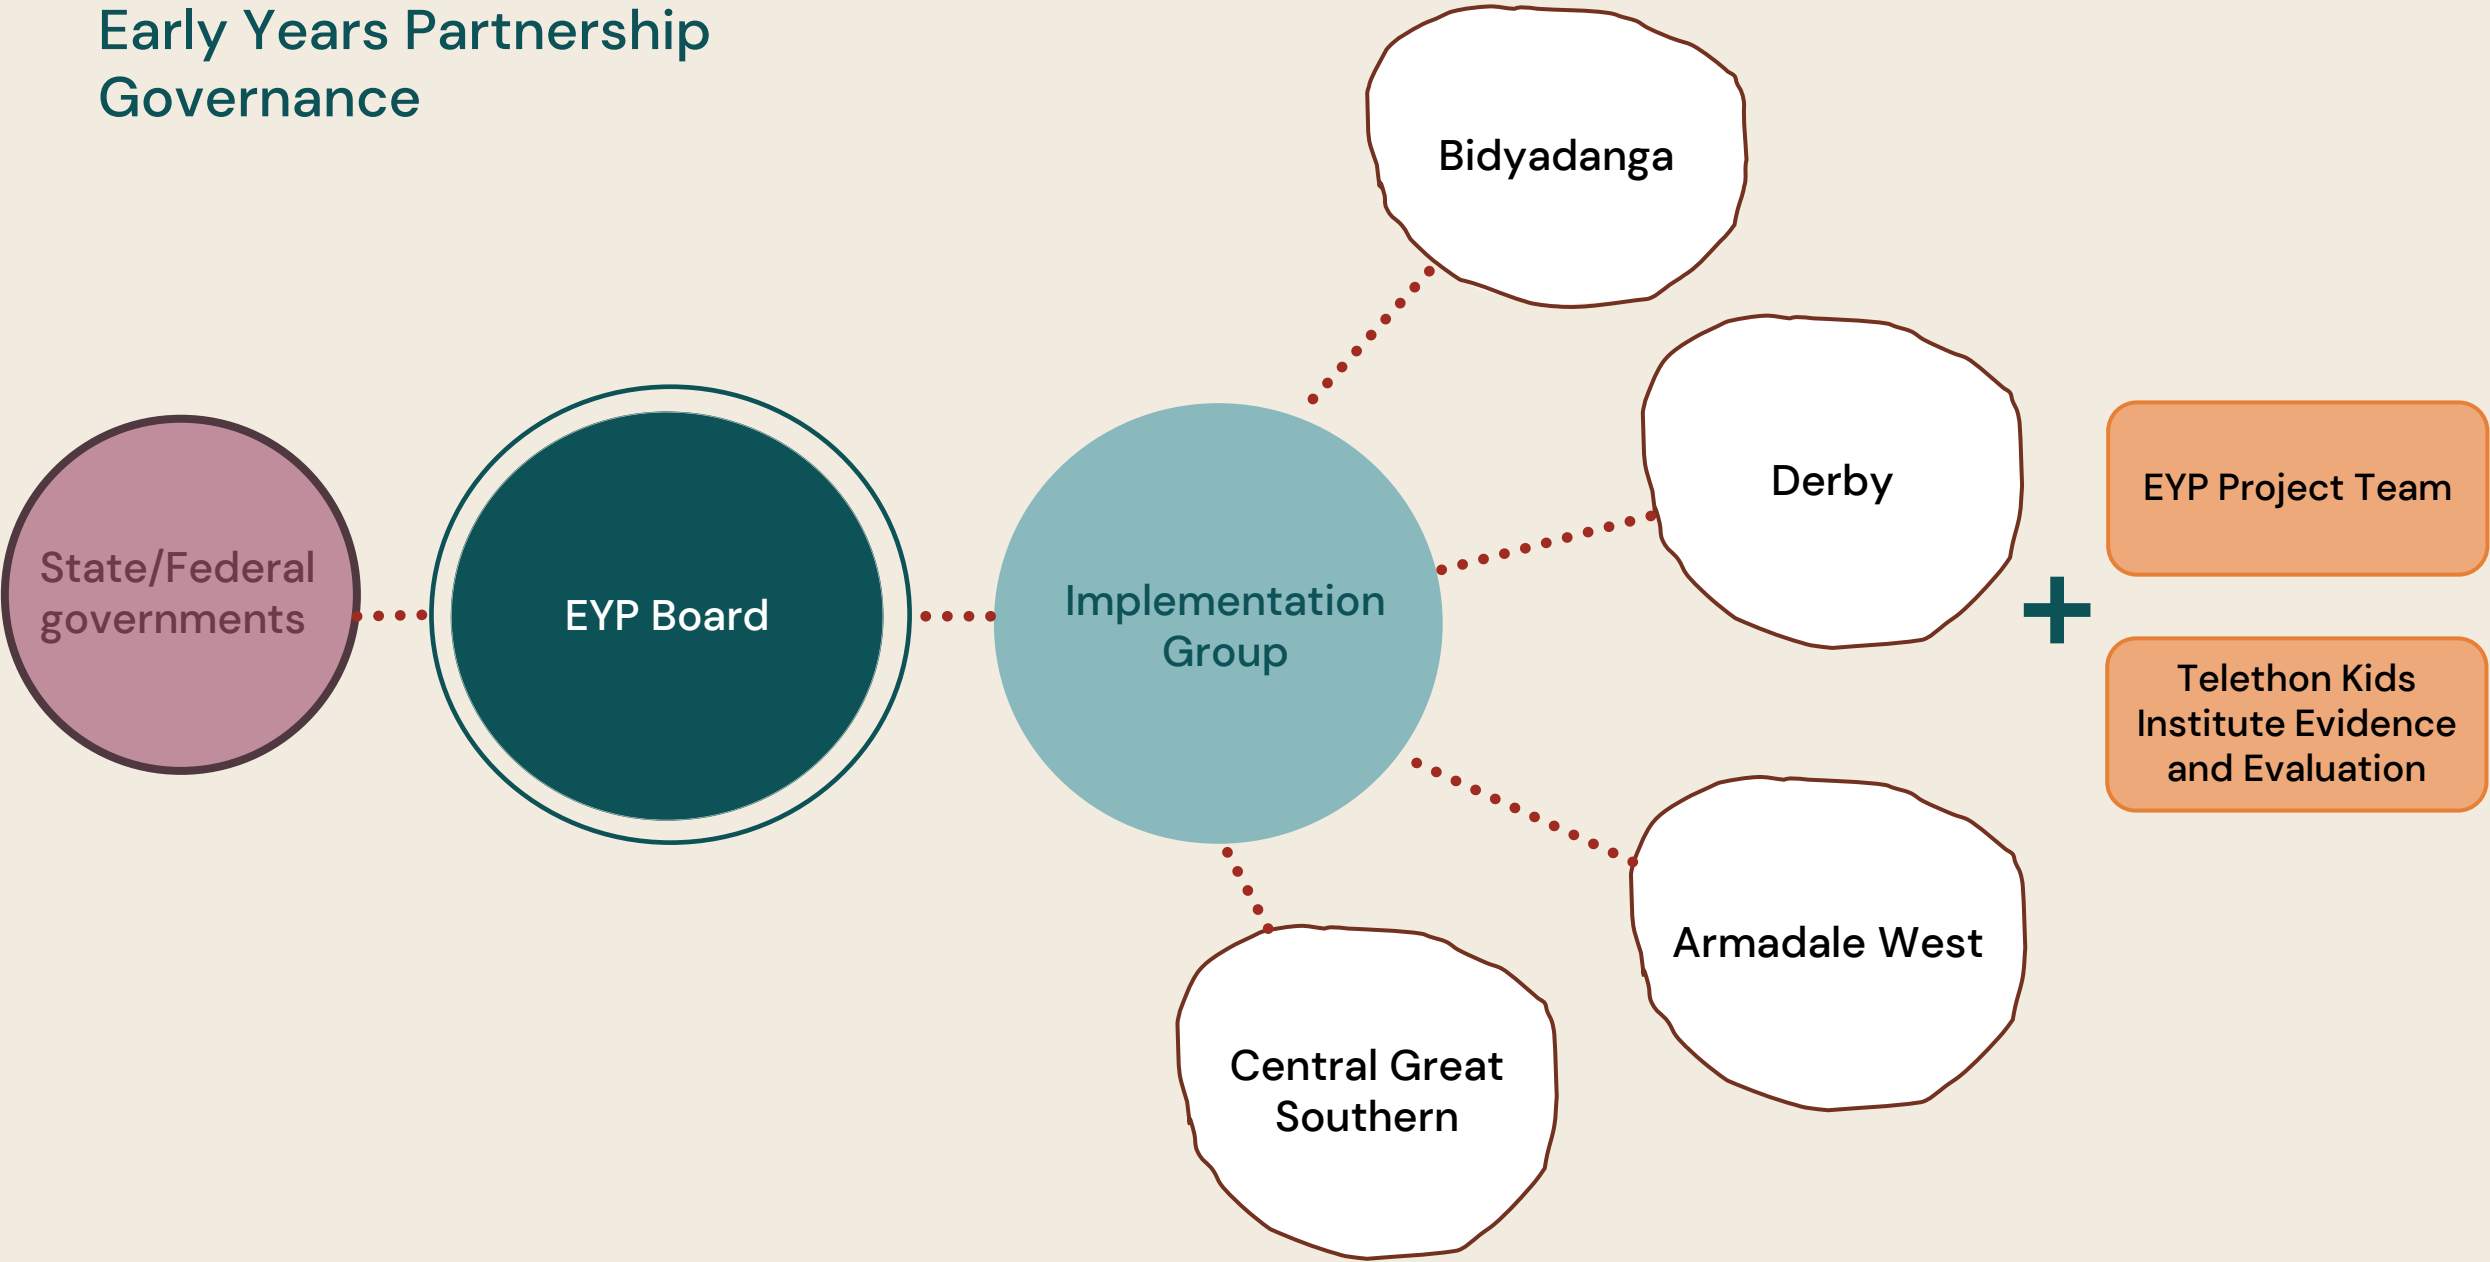 Early Years Partnership
Governance
Bidyadanga
Derby
EYP Project Team
State/Federal
governments
EYP Board
Implementation
Group
+
Telethon Kids
Institute Evidence
and Evaluation
Armadale West
Central Great
Southern